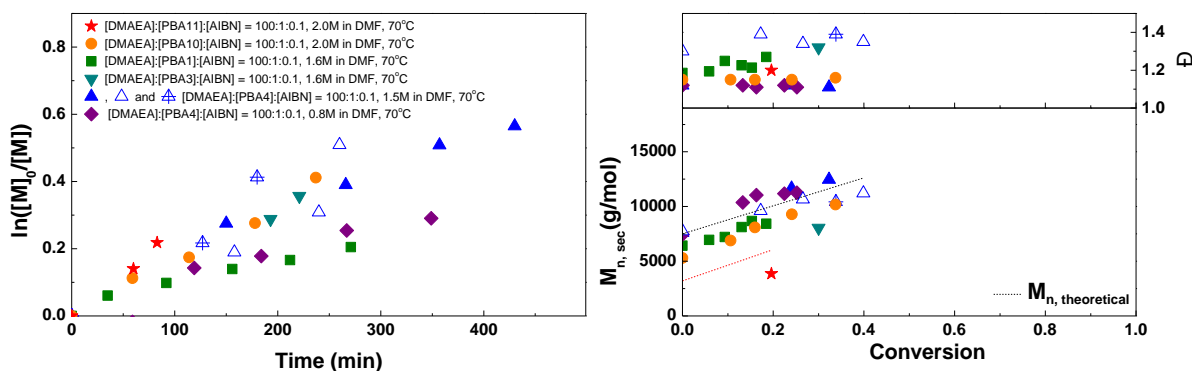 [DMAEA]:[PBA11]:[AIBN] = 100:1:0.1, 2.0M in DMF, 70°C
[DMAEA]:[PBA10]:[AIBN] = 100:1:0.1, 2.0M in DMF, 70°C
[DMAEA]:[PBA1]:[AIBN] = 100:1:0.1, 1.6M in DMF, 70°C
[DMAEA]:[PBA3]:[AIBN] = 100:1:0.1, 1.6M in DMF, 70°C
, and [DMAEA]:[PBA4]:[AIBN] = 100:1:0.1, 1.5M in DMF, 70°C
[DMAEA]:[PBA4]:[AIBN] = 100:1:0.1, 0.8M in DMF, 70°C
ln([M]0/[M])
0.8
0.6
0.4
0.2
0.0
0 100 200 300 400
Time (min)
1.4
1.2
1.0
Đ
Mn, sec(g/mol)
15000
10000
5000
0
Mn, theoretical
0.0 0.2 0.4 0.6 0.8 1.0
Conversion